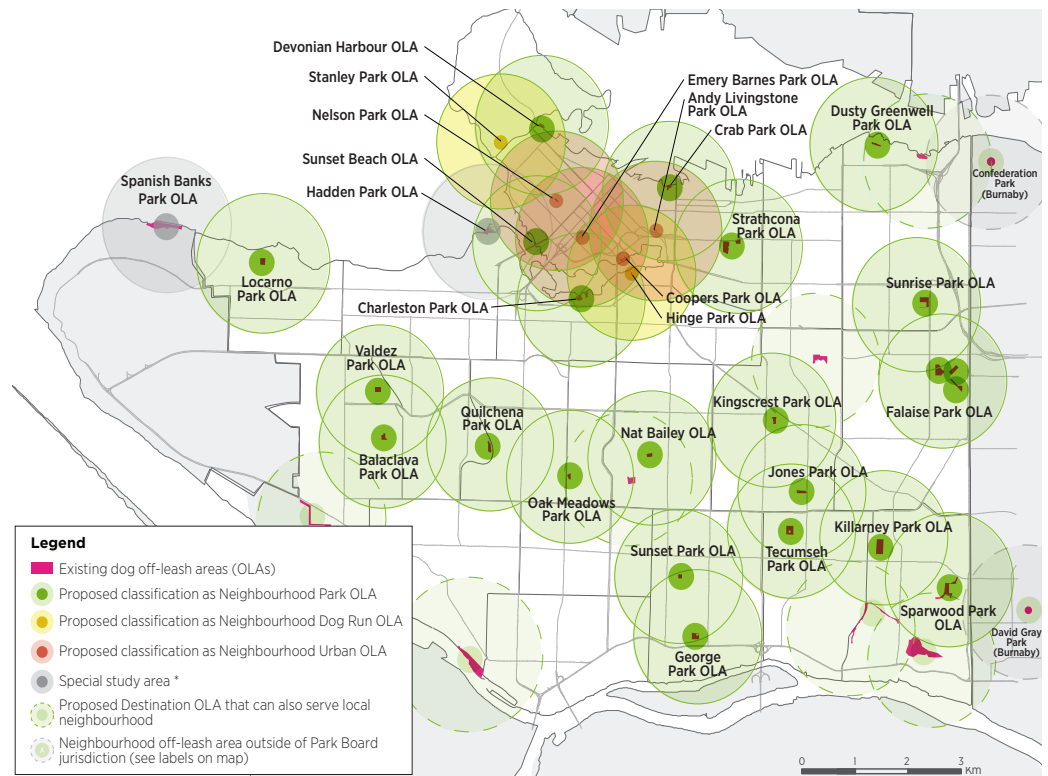 Devonian Harbour OLA
Stanley Park OLA
Nelson Park OLA
Sunset Beach OLA
Hadden Park OLA
Emery Barnes Park OLA
Andy Livingstone
Park OLA
Crab Park OLA
Dusty Greenwell
Park OLA
Confederation
Park
(Burnaby)
Spanish Banks
Park OLA
Locarno
Park OLA
Strathcona
Park OLA
Charleston Park OLA
Coopers Park OLA
Hinge Park OLA
Sunrise Park OLA
Falaise Park OLA
Valdez
Park OLA
Balaclava
Park OLA
Quilchena
Park OLA
Oak Meadows
Park OLA
Nat Bailey OLA
Kingscrest Park OLA
Jones Park OLA
Tecumseh
Park OLA
Killarney Park OLA
Sunset Park OLA
George
Park OLA
Sparwood Park
OLA
David Gray
Park
(Burnaby)
Legend
Existing dog off-leash areas (OLAs)
Proposed classification as Neighbourhood Park OLA
Proposed classification as Neighbourhood Dog Run OLA
Proposed classification as Neighbourhood Urban OLA
Special study area *
Proposed Destination OLA that can also serve local
neighbourhood
Neighbourhood off-leash area outside of Park Board
jurisdiction (see labels on map)
0 1 2 3
Km